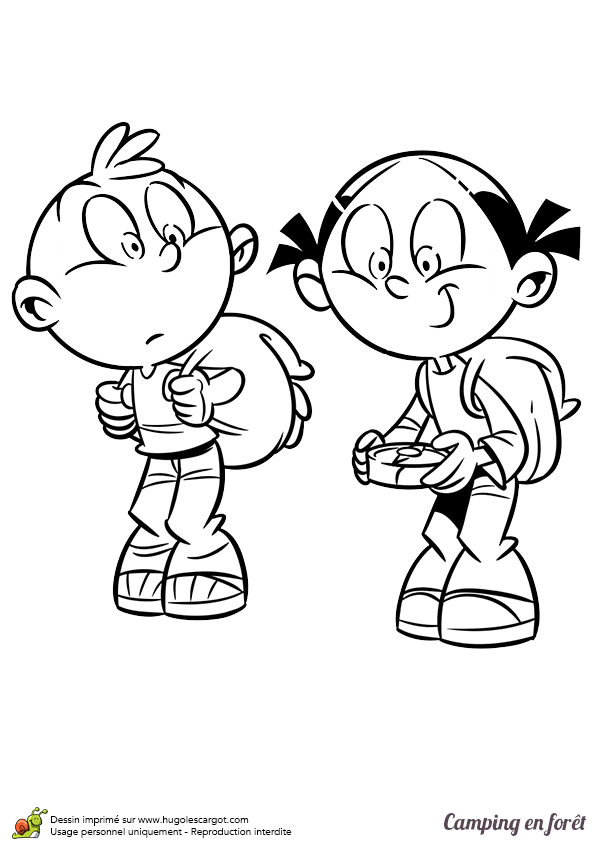 Dessin imprimé sur www.hugolescargot.com
Usage personnel uniquement - Reproduction interdite
Camping en forêt